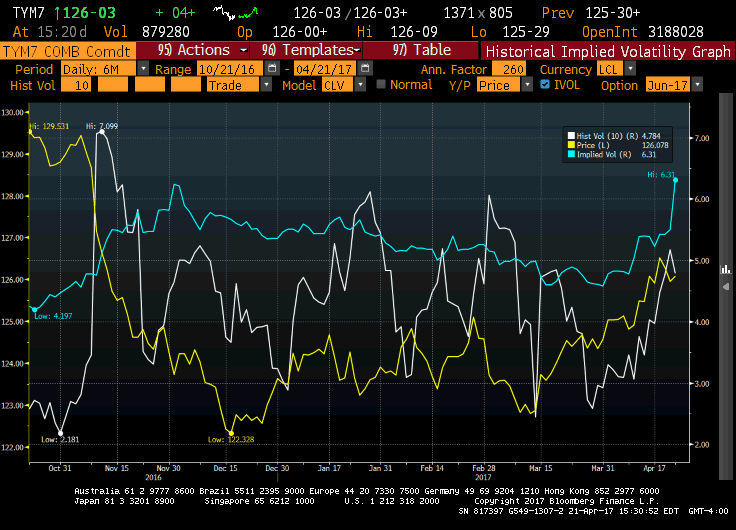 TYM7 ↑126-03 + 04+ 126-03 /126-03+ 1371 x 805 Prev 125-30+
At 15:20 d Vol 879280 Op 126-00+ Hi 126-09 Lo 125-29 OpenInt 3188028
TYM7 COMB Comdt 95) Actions 96) Templates 97) Table Historical Implied Volatility Graph
Period Daily: 6M Range 10/21/16 - 04/21/17 Ann. Factor 260 Currency LCL
Hist Vol 10 Trade Model CLV Normal Y/P Price IVOL Option Jun-17
130.00
Hi: 129.531 Hi: 7.099
Hist Vol (10) (R) 4.784
7.00
Price (L) 126.078
129.00
Implied Vol (R) 6.31
Hi: 6.31
128.00
6.00
127.00
5.00
126.00
Low: 4.197
125.00
4.00
124.00
3.00
123.00
Low: 2.181 Low: 122.328
2.00
122.00
Oct 31 Nov 15 Nov 30 Dec 15 Dec 30 Jan 17 Jan 31 Feb 14 Feb 28 Mar 15 Mar 31 Apr 17
2016 2017
Australia 61 2 9777 8600 Brazil 5511 2395 9000 Europe 44 20 7330 7500 Germany 49 69 9204 1210 Hong Kong 852 2977 6000
Japan 81 3 3201 8900 Singapore 65 6212 1000 U.S. 1 212 318 2000 Copyright 2017 Bloomberg Finance L.P.
SN 817397 G549-1307-2 21-Apr-17 15:30:52 EDT GMT-4:00